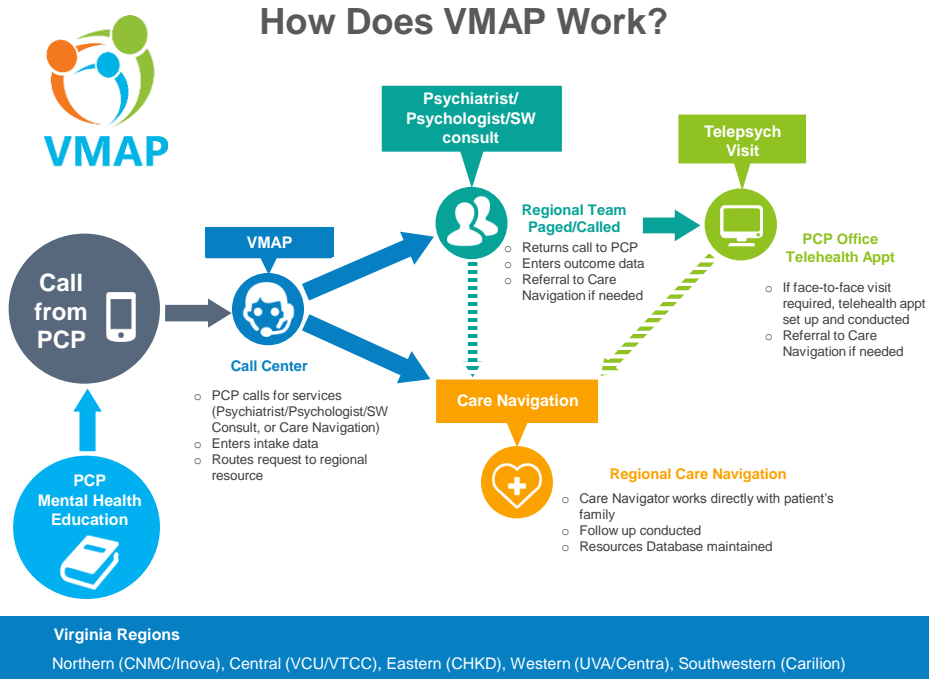 How Does VMAP Work?
VMAP
Psychiatrist/
Psychologist/SW
consult
Telepsych
Visit
Regional Team
Paged/Called
○ Returns call to PCP
○ Enters outcome data
○ Referral to Care
Navigation if needed
PCP Office
Telehealth Appt
○ If face-to-face visit
required, telehealth appt
set up and conducted
○ Referral to Care
Navigation if needed
VMAP
Call
from
PCP
Call Center
○ PCP calls for services
(Psychiatrist/Psychologist/SW
Consult, or Care Navigation)
○ Enters intake data
○ Routes request to regional
resource
Care Navigation
PCP
Mental Health
Education
Regional Care Navigation
○ Care Navigator works directly with patient's
family
○ Follow up conducted
○ Resources Database maintained
Virginia Regions
Northern (CNMC/Inova), Central (VCU/VTCC), Eastern (CHKD), Western (UVA/Centra), Southwestern (Carilion)